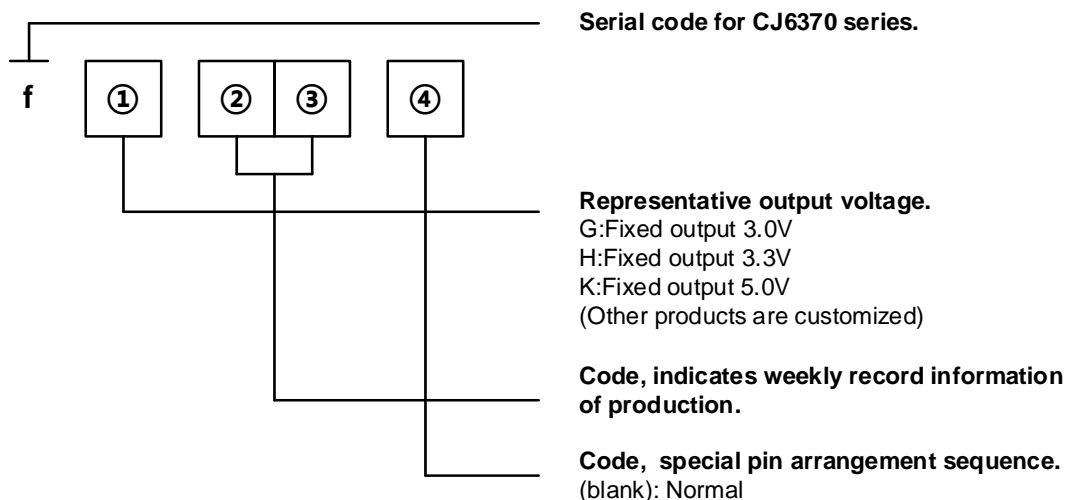 Serial code for CJ6370 series.
f ① ② ③ ④
Representative output voltage.
G:Fixed output 3.0V
H:Fixed output 3.3V
K:Fixed output 5.0V
(Other products are customized)
Code, indicates weekly record information
of production.
Code, special pin arrangement sequence.
(blank): Normal